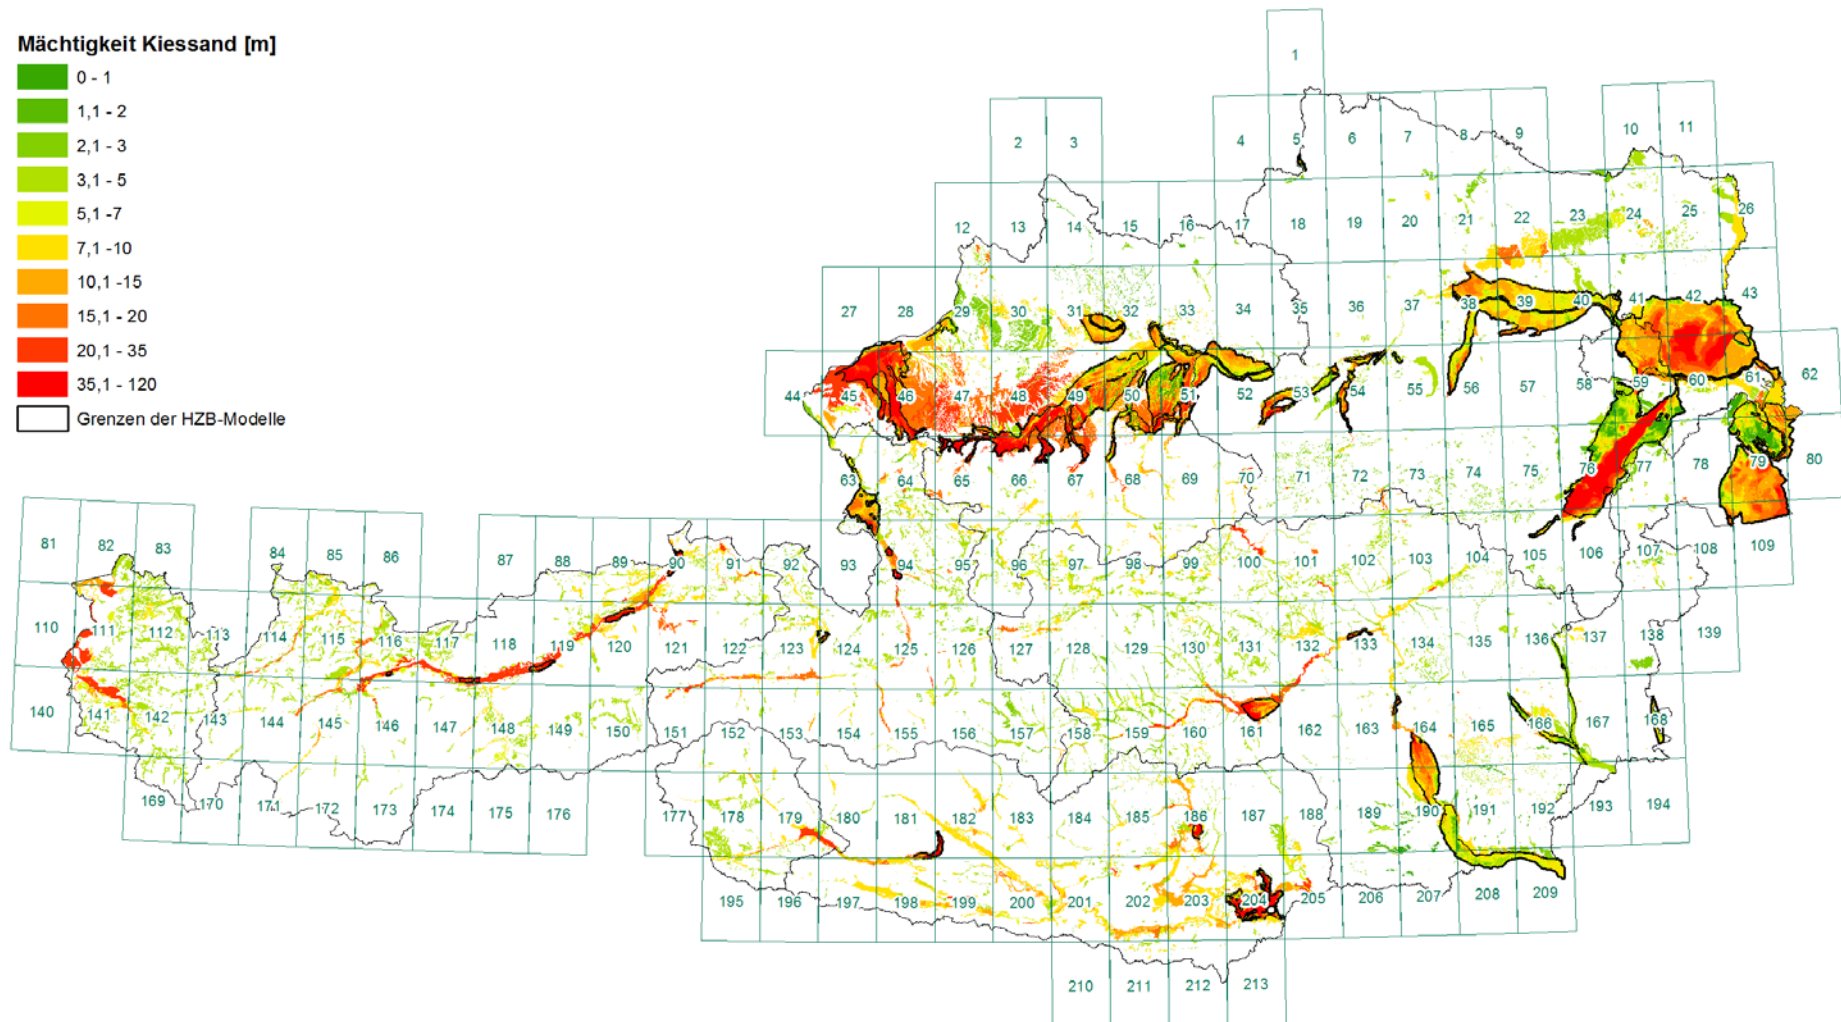 Mächtigkeit Kiessand [m]
0 - 1
1,1 - 2
2,1 - 3
3,1 - 5
5,1 -7
7,1 -10
10,1 -15
15,1 - 20
20,1 - 35
35,1 - 120
Grenzen der HZB-Modelle
1
2 3 4 5 6 7 8 9 10 11
12 13 14 15 16 17 18 19 20 21 22 23 24 25 26
27 28 29 30 31 32 33 34 35 36 37 38 39 40 41 42 43
44 45 46 47 48 49 50 51 52 53 54 55 56 57 58 59 60 61 62
63 64 65 66 67 68 69 70 71 72 73 74 75 76 77 78 79 80
81 82 83 84 85 86 87 88 89 90 91 92 93 94 95 96 97 98 99 100 101 102 103 104 105 106 107 108 109
110 111 112 113 114 115 116 117 118 119 120 121 122 123 124 125 126 127 128 129 130 131 132 133 134 135 136 137 138 139
140 141 142 143 144 145 146 147 148 149 150 151 152 153 154 155 156 157 158 159 160 161 162 163 164 165 166 167 168
169 170 171 172 173 174 175 176 177 178 179 180 181 182 183 184 185 186 187 188 189 190 191 192 193 194
195 196 197 198 199 200 201 202 203 204 205 206 207 208 209
210 211 212 213